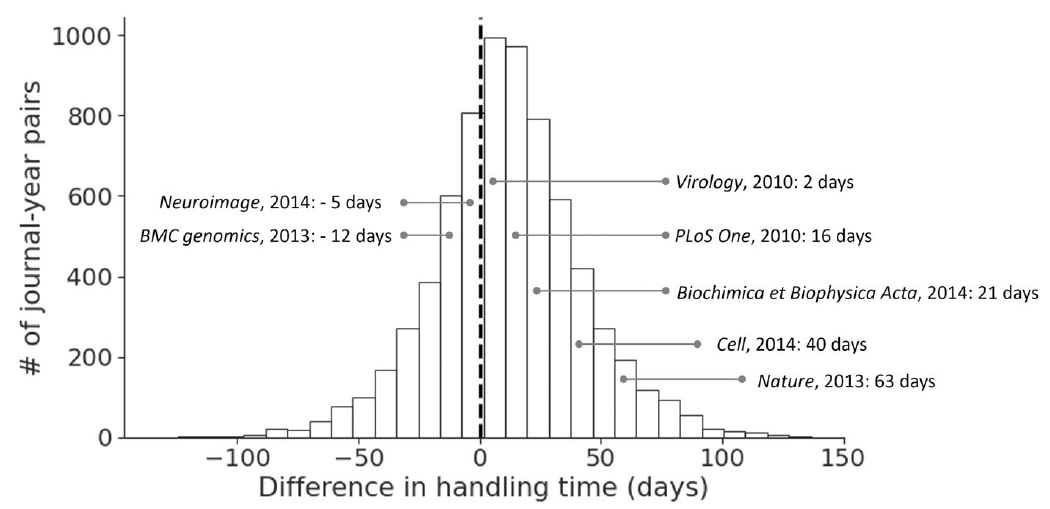 # of journal-year pairs
1000
800
600
400
200
0
Neuroimage, 2014: - 5 days
BMC genomics, 2013: - 12 days
Virology, 2010: 2 days
PLoS One, 2010: 16 days
Biochimica et Biophysica Acta, 2014: 21 days
Cell, 2014: 40 days
Nature, 2013: 63 days
−100
−50
0
50
100
150
Difference in handling time (days)